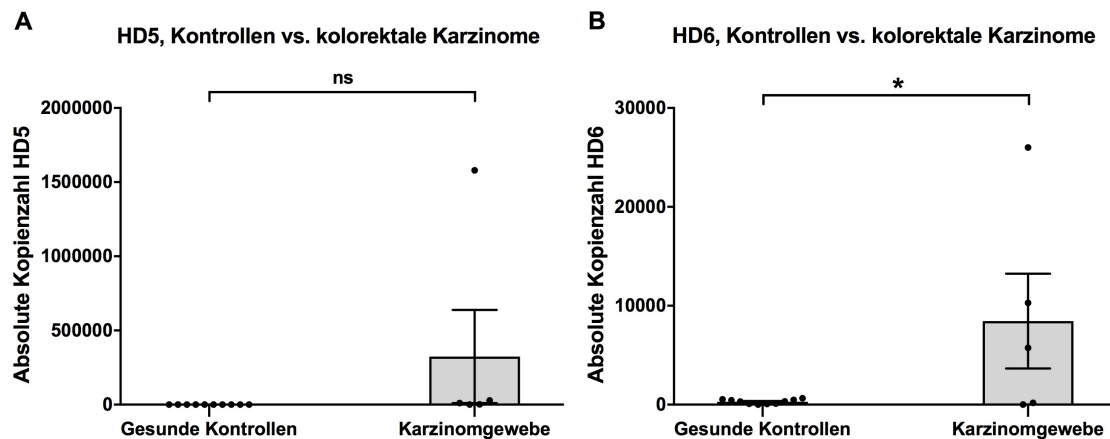 A
HD5, Kontrollen vs. kolorektale Karzinome
ns
Absolute Kopienzahl HD5
2000000
1500000
1000000
500000
0
Gesunde Kontrollen
Karzinomgewebe
B
HD6, Kontrollen vs. kolorektale Karzinome
*
Absolute Kopienzahl HD6
30000
20000
10000
0
Gesunde Kontrollen
Karzinomgewebe